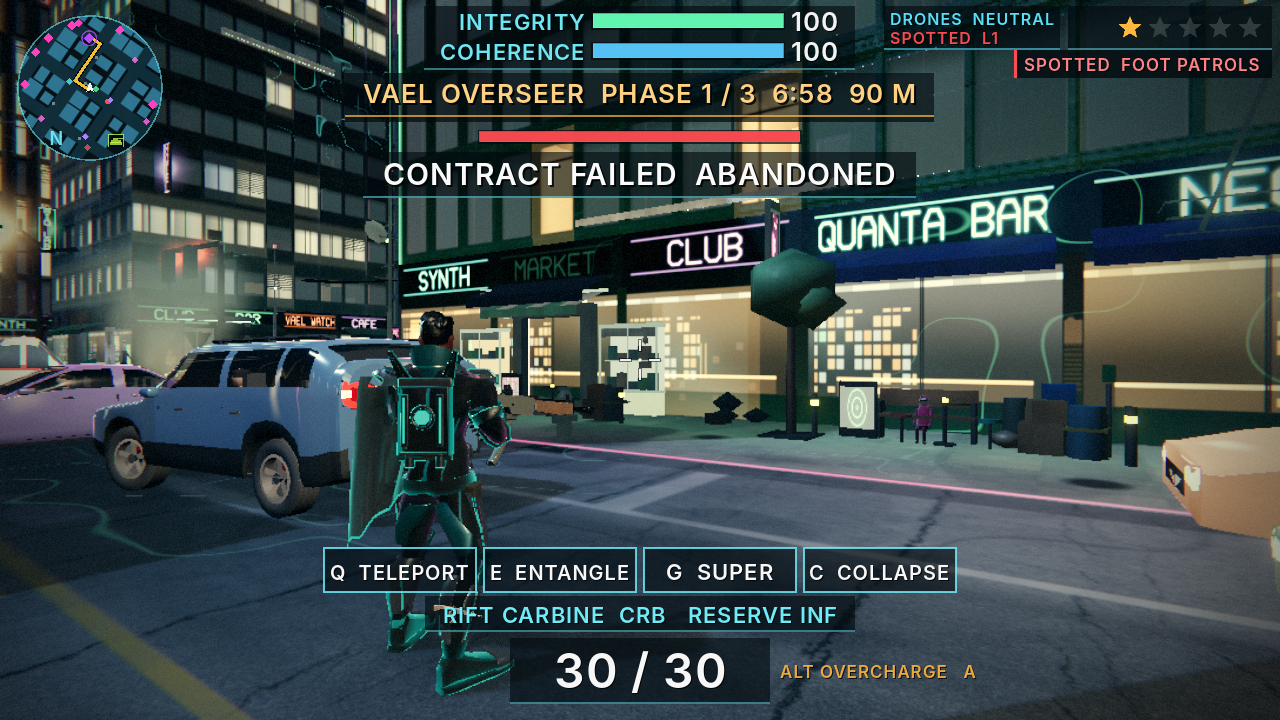 INTEGRITY 100
COHERENCE 100
DRONES NEUTRAL
SPOTTED L1
SPOTTED FOOT PATROLS
VAEL OVERSEER PHASE 1 / 3 6:58 90 M
CONTRACT FAILED ABANDONED
N
SYNTH
MARKET
CLUB
QUANTA BAR
CLUB
BAR
VAEL WATCH
CAFE
Q TELEPORT
E ENTANGLE
G SUPER
C COLLAPSE
RIFT CARBINE CRB RESERVE INF
30 / 30
ALT OVERCHARGE A